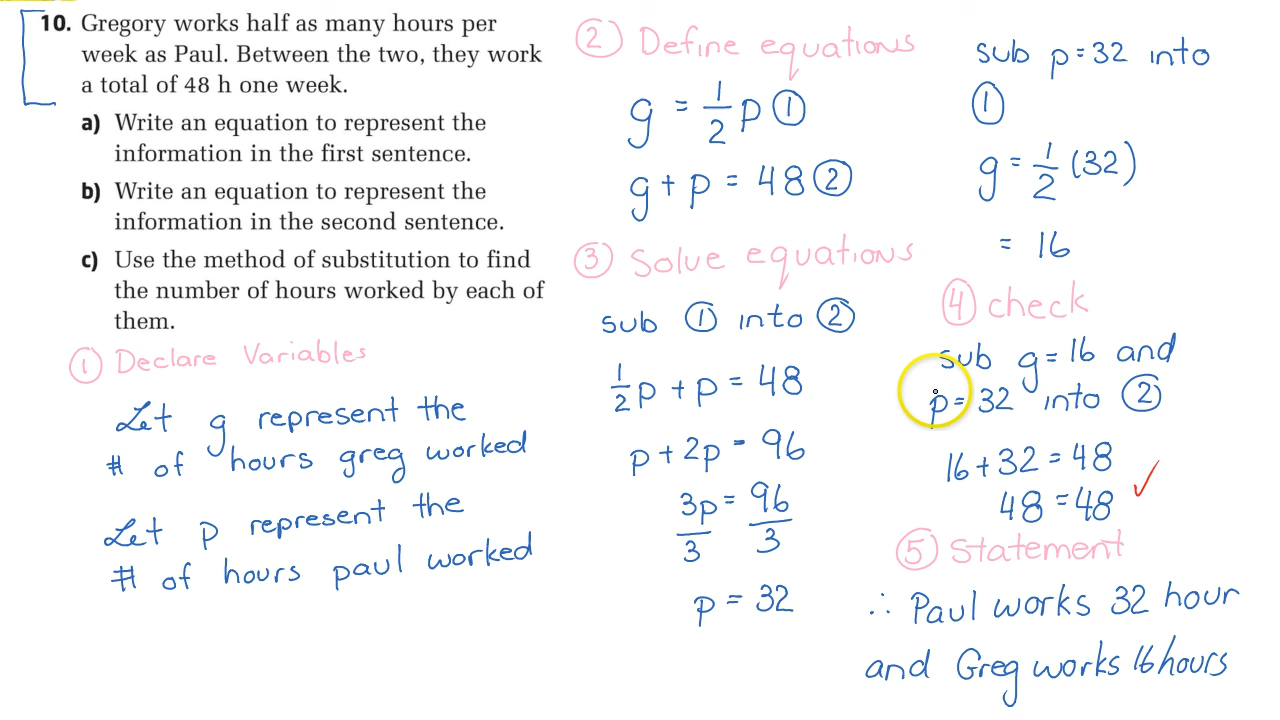 10. Gregory works half as many hours per
week as Paul. Between the two, they work
a total of 48 h one week.
a) Write an equation to represent the
information in the first sentence.
b) Write an equation to represent the
information in the second sentence.
c) Use the method of substitution to find
the number of hours worked by each of
them.
① Declare Variables
Let g represent the
# of hours greg worked
Let p represent the
# of hours paul worked
② Define equations
g = 1/2 p ①
g + p = 48 ②
③ Solve equations
sub ① into ②
1/2 p + p = 48
p + 2p = 96
3p/3 = 96/3
p = 32
sub p = 32 into
①
g = 1/2 (32)
= 16
④ check
sub g = 16 and
p = 32 into ②
16 + 32 = 48
48 = 48 ✓
⑤ Statement
∴ Paul works 32 hour
and Greg works 16 hours